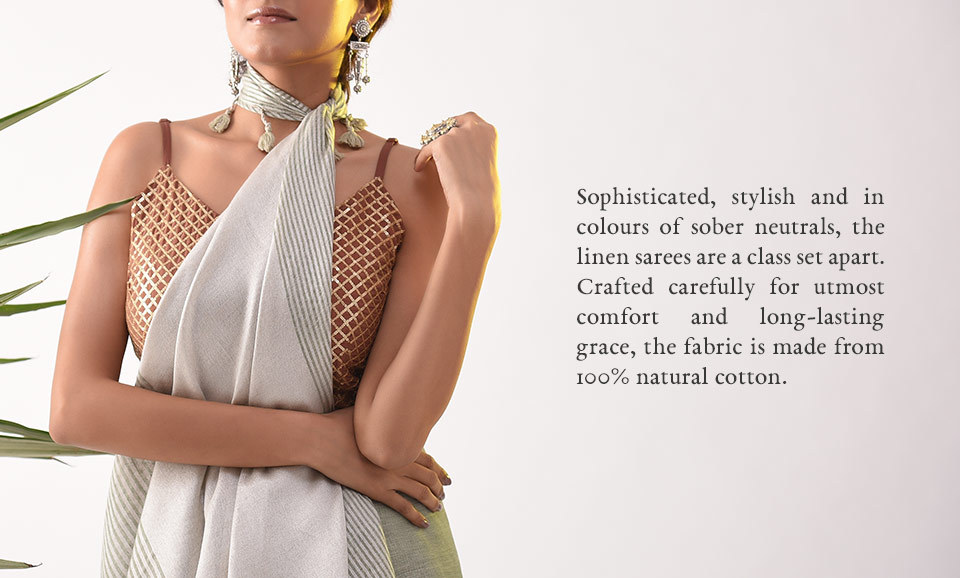 Sophisticated, stylish and in
colours of sober neutrals, the
linen sarees are a class set apart.
Crafted carefully for utmost
comfort and long-lasting
grace, the fabric is made from
100% natural cotton.